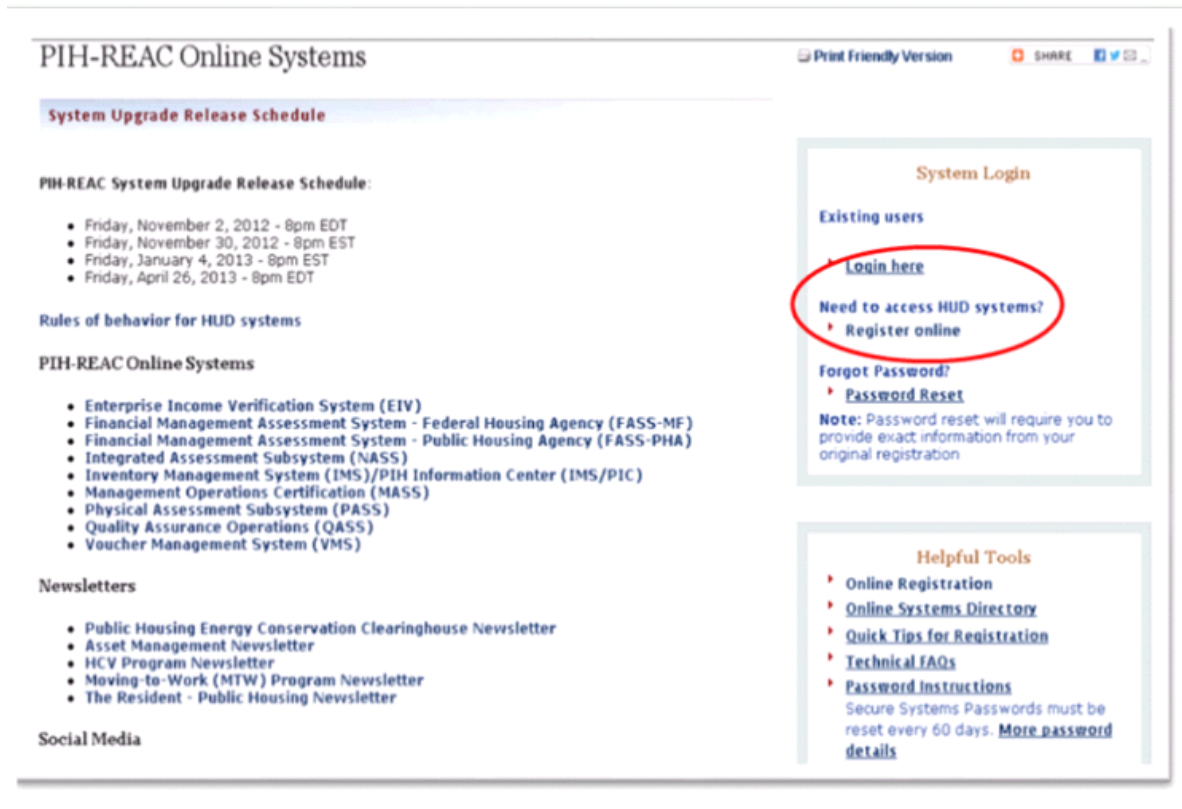 PIH-REAC Online Systems
Print Friendly Version
SHARE
System Upgrade Release Schedule
PIH-REAC System Upgrade Release Schedule:
• Friday, November 2, 2012 - 8pm EDT
• Friday, November 30, 2012 - 8pm EST
• Friday, January 4, 2013 - 8pm EST
• Friday, April 26, 2013 - 8pm EDT
Rules of behavior for HUD systems
PIH-REAC Online Systems
• Enterprise Income Verification System (EIV)
• Financial Management Assessment System - Federal Housing Agency (FASS-MF)
• Financial Management Assessment System - Public Housing Agency (FASS-PHA)
• Integrated Assessment Subsystem (NASS)
• Inventory Management System (IMS)/PIH Information Center (IMS/PIC)
• Management Operations Certification (MASS)
• Physical Assessment Subsystem (PASS)
• Quality Assurance Operations (QASS)
• Voucher Management System (VMS)
Newsletters
• Public Housing Energy Conservation Clearinghouse Newsletter
• Asset Management Newsletter
• HCV Program Newsletter
• Moving-to-Work (MTW) Program Newsletter
• The Resident - Public Housing Newsletter
Social Media
System Login
Existing users
Login here
Need to access HUD systems?
Register online
Forgot Password?
Password Reset
Note: Password reset will require you to
provide exact information from your
original registration
Helpful Tools
Online Registration
Online Systems Directory
Quick Tips for Registration
Technical FAQs
Password Instructions
Secure Systems Passwords must be
reset every 60 days. More password
details